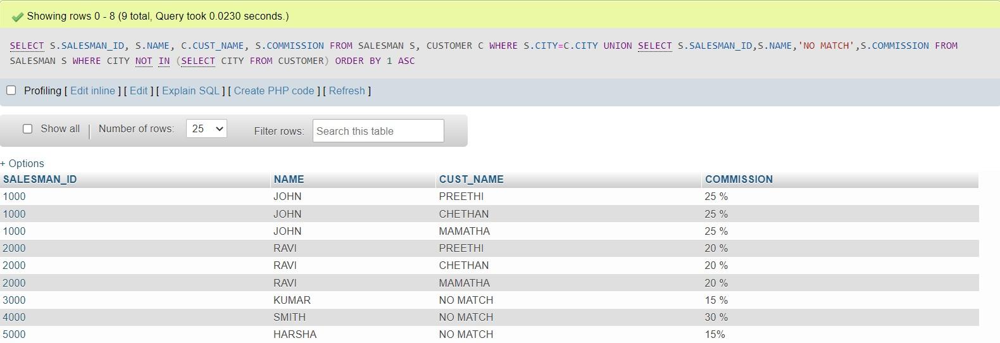 Showing rows 0 - 8 (9 total, Query took 0.0230 seconds.)
SELECT S.SALESMAN_ID, S.NAME, C.CUST_NAME, S.COMMISSION FROM SALESMAN S, CUSTOMER C WHERE S.CITY=C.CITY UNION SELECT S.SALESMAN_ID,S.NAME,'NO MATCH',S.COMMISSION FROM
SALESMAN S WHERE CITY NOT IN (SELECT CITY FROM CUSTOMER) ORDER BY 1 ASC
Profiling [ Edit inline ] [ Edit ] [ Explain SQL ] [ Create PHP code ] [ Refresh ]
Show all | Number of rows: 25 Filter rows: Search this table
+ Options
SALESMAN_ID NAME CUST_NAME COMMISSION
1000 JOHN PREETHI 25 %
1000 JOHN CHETHAN 25 %
1000 JOHN MAMATHA 25 %
2000 RAVI PREETHI 20 %
2000 RAVI CHETHAN 20 %
2000 RAVI MAMATHA 20 %
3000 KUMAR NO MATCH 15 %
4000 SMITH NO MATCH 30 %
5000 HARSHA NO MATCH 15%